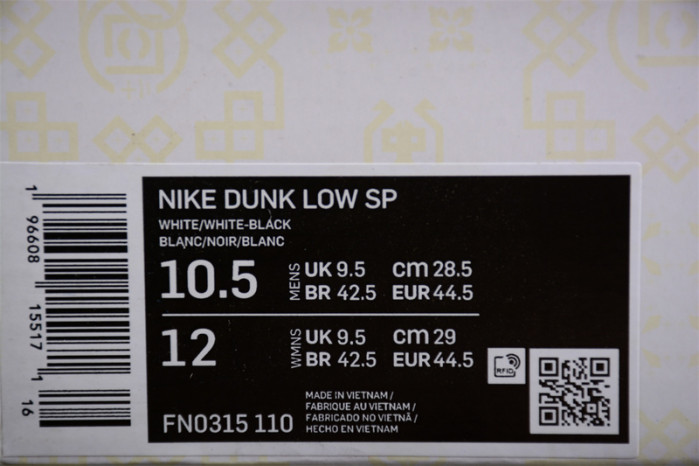 NIKE DUNK LOW SP
WHITE/WHITE-BLACK
BLANC/NOIR/BLANC
10.5 MENS UK 9.5 cm 28.5
BR 42.5 EUR 44.5
12 WMNS UK 9.5 cm 29
BR 42.5 EUR 44.5
RFID
FN0315 110
MADE IN VIETNAM /
FABRIQUE AU VIETNAM /
FABRICADO NO VIETNÃ /
HECHO EN VIETNAM
1 96608 15517 1 16